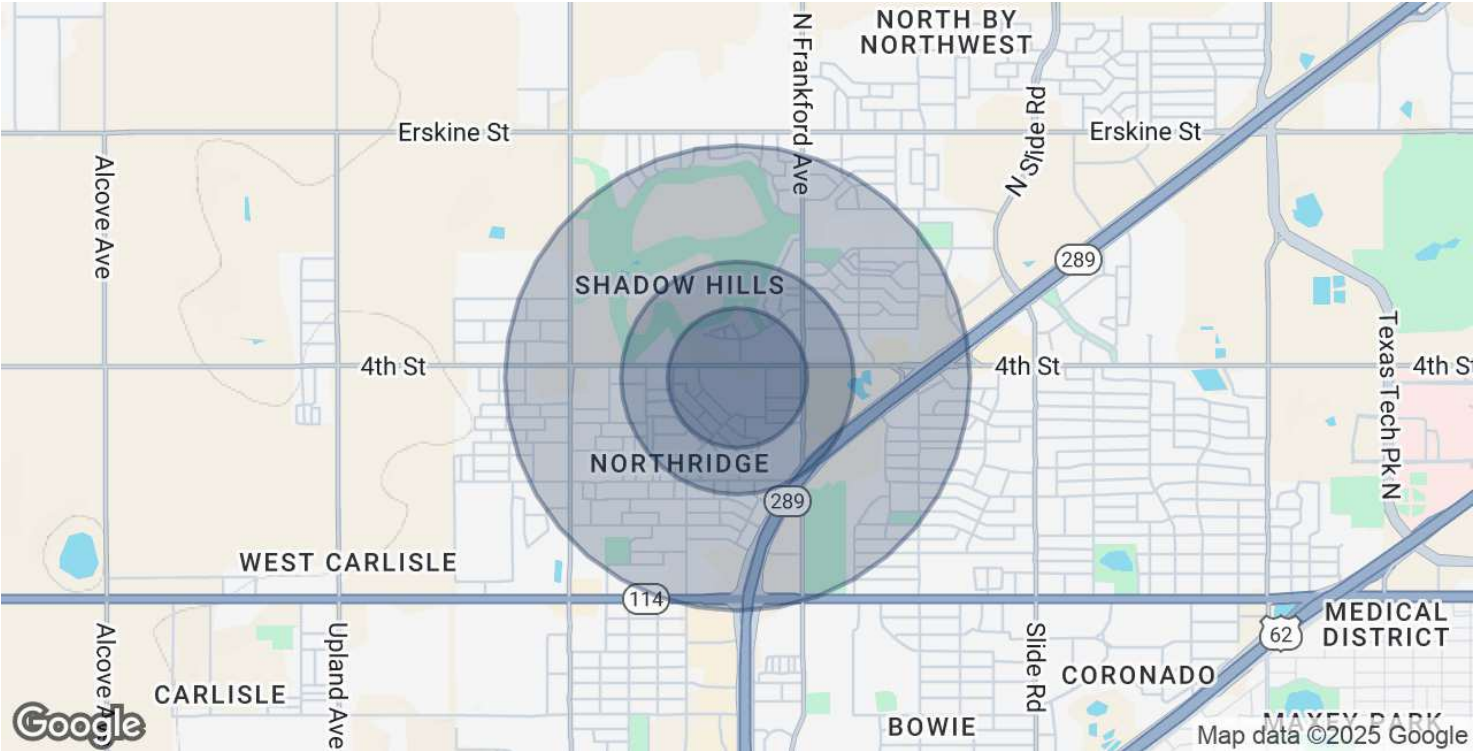 NORTH BY
NORTHWEST
N Frankford Ave
N Slide Rd
Erskine St
Erskine St
Alcove Ave
289
SHADOW HILLS
4th St
4th St
4th St
Texas Tech Pk N
NORTHRIDGE
289
WEST CARLISLE
114
MEDICAL
DISTRICT
62
Alcove Ave
Upland Ave
Slide Rd
CORONADO
CARLISLE
BOWIE
MAXEY PARK
Google
Map data ©2025 Google